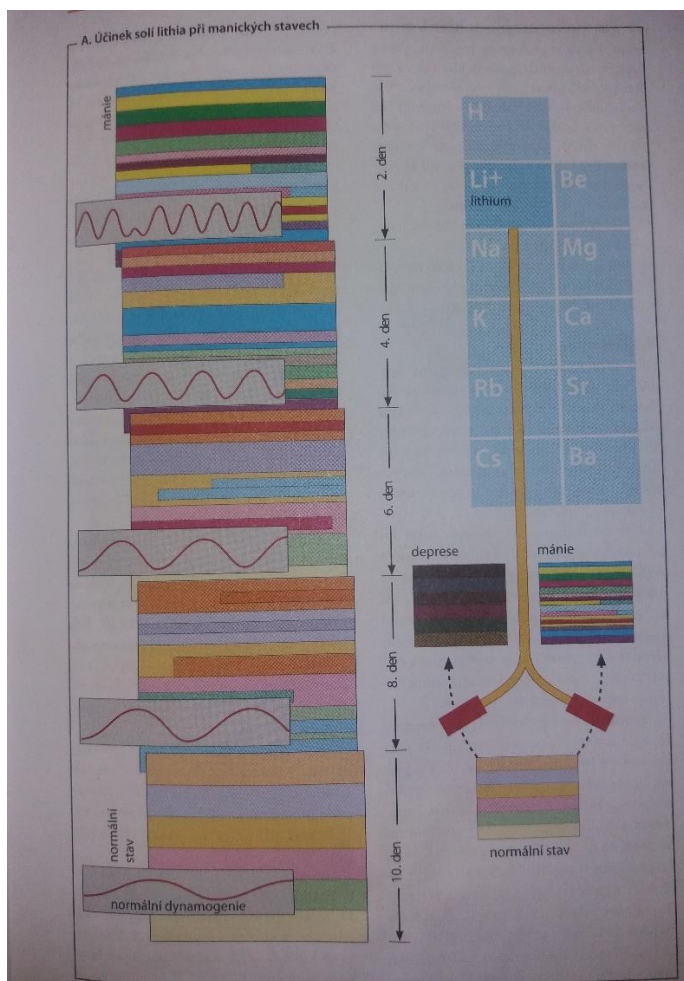 A. Účinek solí lithia při manických stavech
mánie
2. den
4. den
6. den
8. den
10. den
normální
stav
normální dynamogenie
H
Li+
lithium
Be
Na
Mg
K
Ca
Rb
Sr
Cs
Ba
deprese
mánie
normální stav